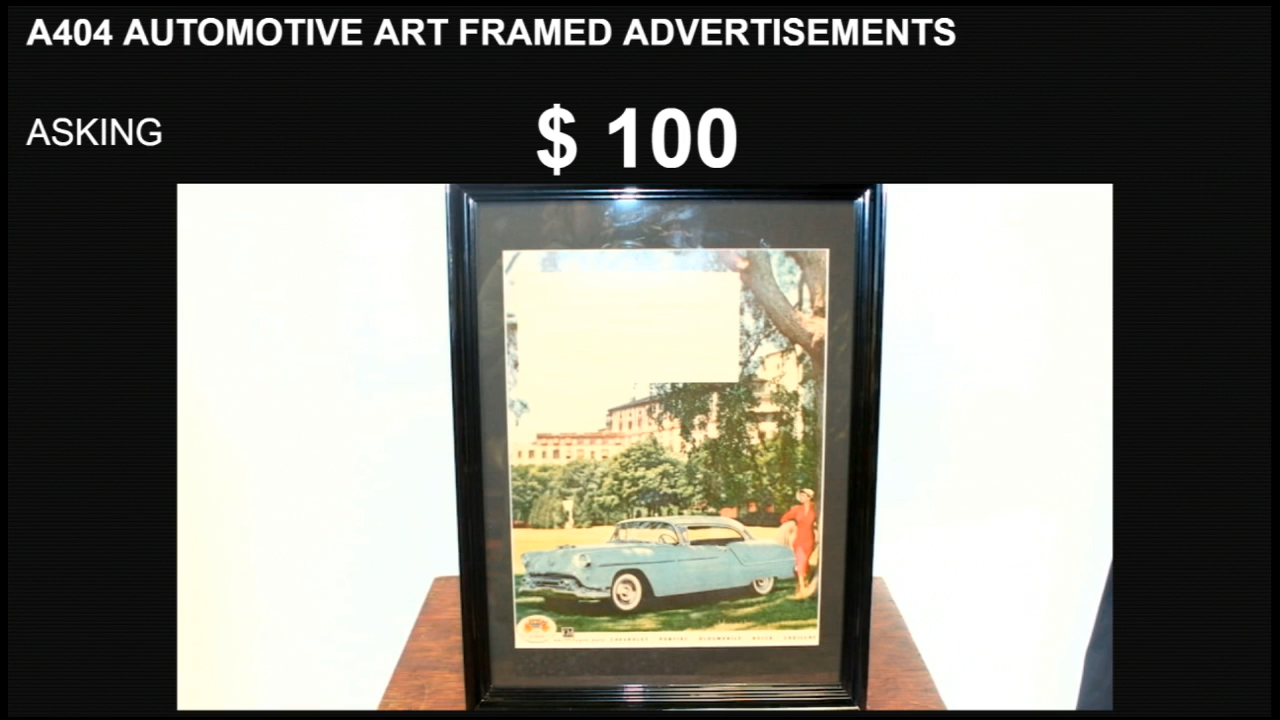 A404 AUTOMOTIVE ART FRAMED ADVERTISEMENTS
ASKING
$ 100
CHEVROLET PONTIAC OLDSMOBILE BUICK CADILLAC